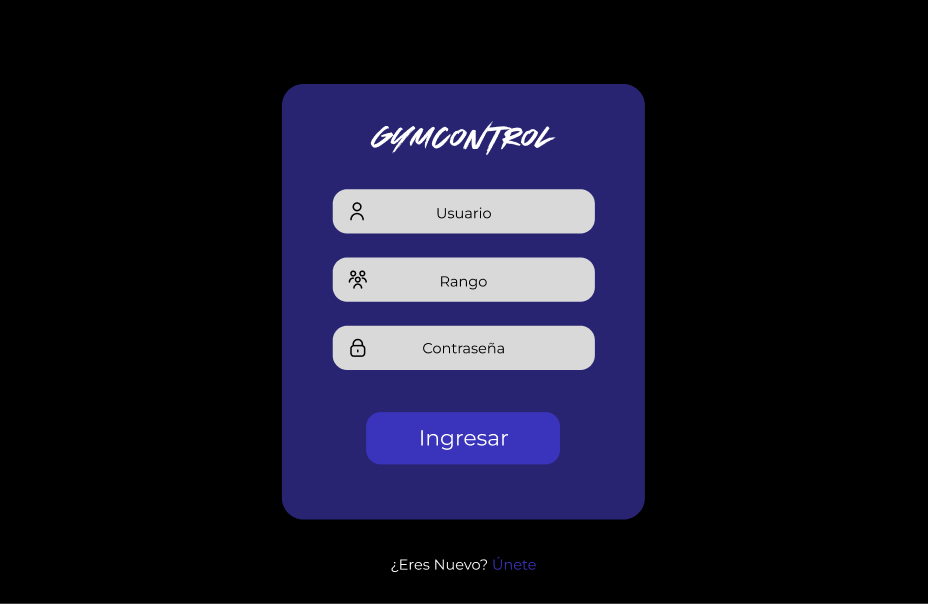 GYMCONTROL
Usuario
Rango
Contraseña
Ingresar
¿Eres Nuevo? Únete